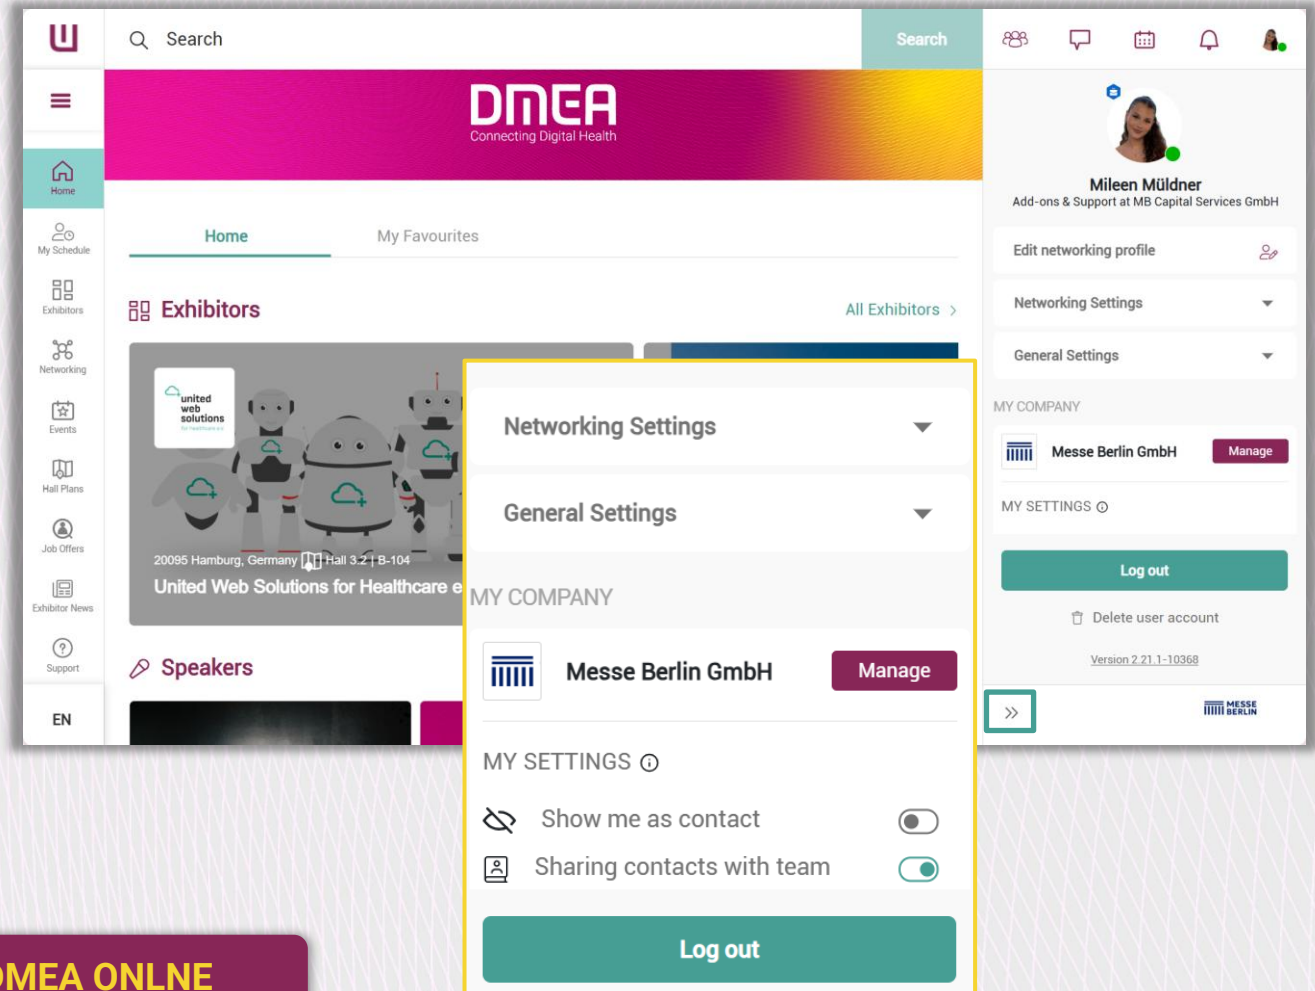 Search
Search
DMEA
Connecting Digital Health
Home
My Schedule
Exhibitors
Networking
Events
Hall Plans
Job Offers
Exhibitor News
Support
EN
Home
My Favourites
Exhibitors
All Exhibitors
united
web
solutions
for healthcare e.V.
20095 Hamburg, Germany
Hall 3.2 | B-104
United Web Solutions for Healthcare e
Speakers
Mileen Müldner
Add-ons & Support at MB Capital Services GmbH
Edit networking profile
Networking Settings
General Settings
MY COMPANY
Messe Berlin GmbH
Manage
MY SETTINGS
Log out
Delete user account
Version 2.21.1-10368
MESSE
BERLIN
Networking Settings
General Settings
MY COMPANY
Messe Berlin GmbH
Manage
MY SETTINGS
Show me as contact
Sharing contacts with team
Log out
DMEA ONLNE